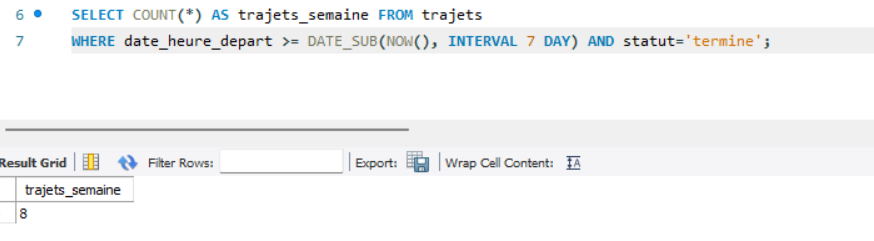 6 SELECT COUNT(*) AS trajets_semaine FROM trajets
7 WHERE date_heure_depart >= DATE_SUB(NOW(), INTERVAL 7 DAY) AND statut='termine';
Result Grid Filter Rows: Export: Wrap Cell Content: IA
trajets_semaine
8